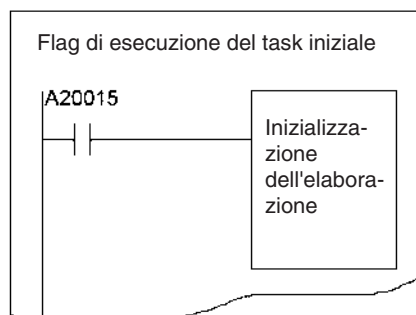 Flag di esecuzione del task iniziale
A20015
Inizializza-
zione
dell'elabora-
zione